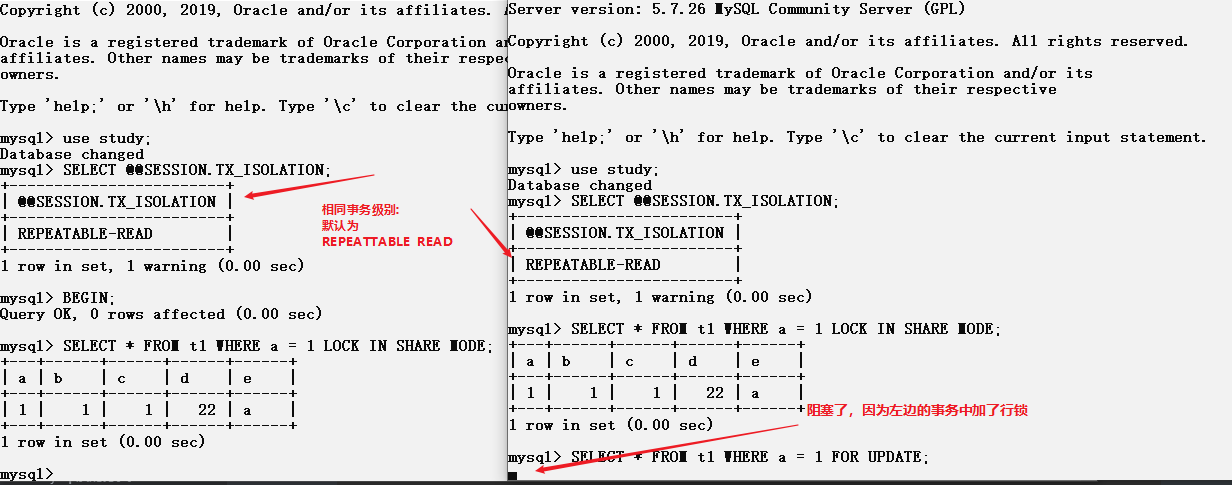 Copyright (c) 2000, 2019, Oracle and/or its affiliates.
Oracle is a registered trademark of Oracle Corporation
affiliates. Other names may be trademarks of their
owners.
Type 'help;' or '\h' for help. Type '\c' to clear the
mysql> use study;
Database changed
mysql> SELECT @@SESSION.TX_ISOLATION;
+------------------------+
| @@SESSION.TX_ISOLATION |
+------------------------+
| REPEATABLE-READ        |
+------------------------+
1 row in set, 1 warning (0.00 sec)
mysql> BEGIN;
Query OK, 0 rows affected (0.00 sec)
mysql> SELECT * FROM t1 WHERE a = 1 LOCK IN SHARE MODE;
+---+------+------+------+------+
| a | b    | c    | d    | e    |
+---+------+------+------+------+
| 1 |    1 |    1 |   22 | a    |
+---+------+------+------+------+
1 row in set (0.00 sec)
mysql>
相同事务级别:
默认为
REPEATTABLE READ
Server version: 5.7.26 MySQL Community Server (GPL)
Copyright (c) 2000, 2019, Oracle and/or its affiliates. All rights reserved.
Oracle is a registered trademark of Oracle Corporation and/or its
affiliates. Other names may be trademarks of their respective
owners.
Type 'help;' or '\h' for help. Type '\c' to clear the current input statement.
mysql> use study;
Database changed
mysql> SELECT @@SESSION.TX_ISOLATION;
+------------------------+
| @@SESSION.TX_ISOLATION |
+------------------------+
| REPEATABLE-READ        |
+------------------------+
1 row in set, 1 warning (0.00 sec)
mysql> SELECT * FROM t1 WHERE a = 1 LOCK IN SHARE MODE;
+---+------+------+------+------+
| a | b    | c    | d    | e    |
+---+------+------+------+------+
| 1 |    1 |    1 |   22 | a    |
+---+------+------+------+------+
1 row in set (0.00 sec)
阻塞了，因为左边的事务中加了行锁
mysql> SELECT * FROM t1 WHERE a = 1 FOR UPDATE;